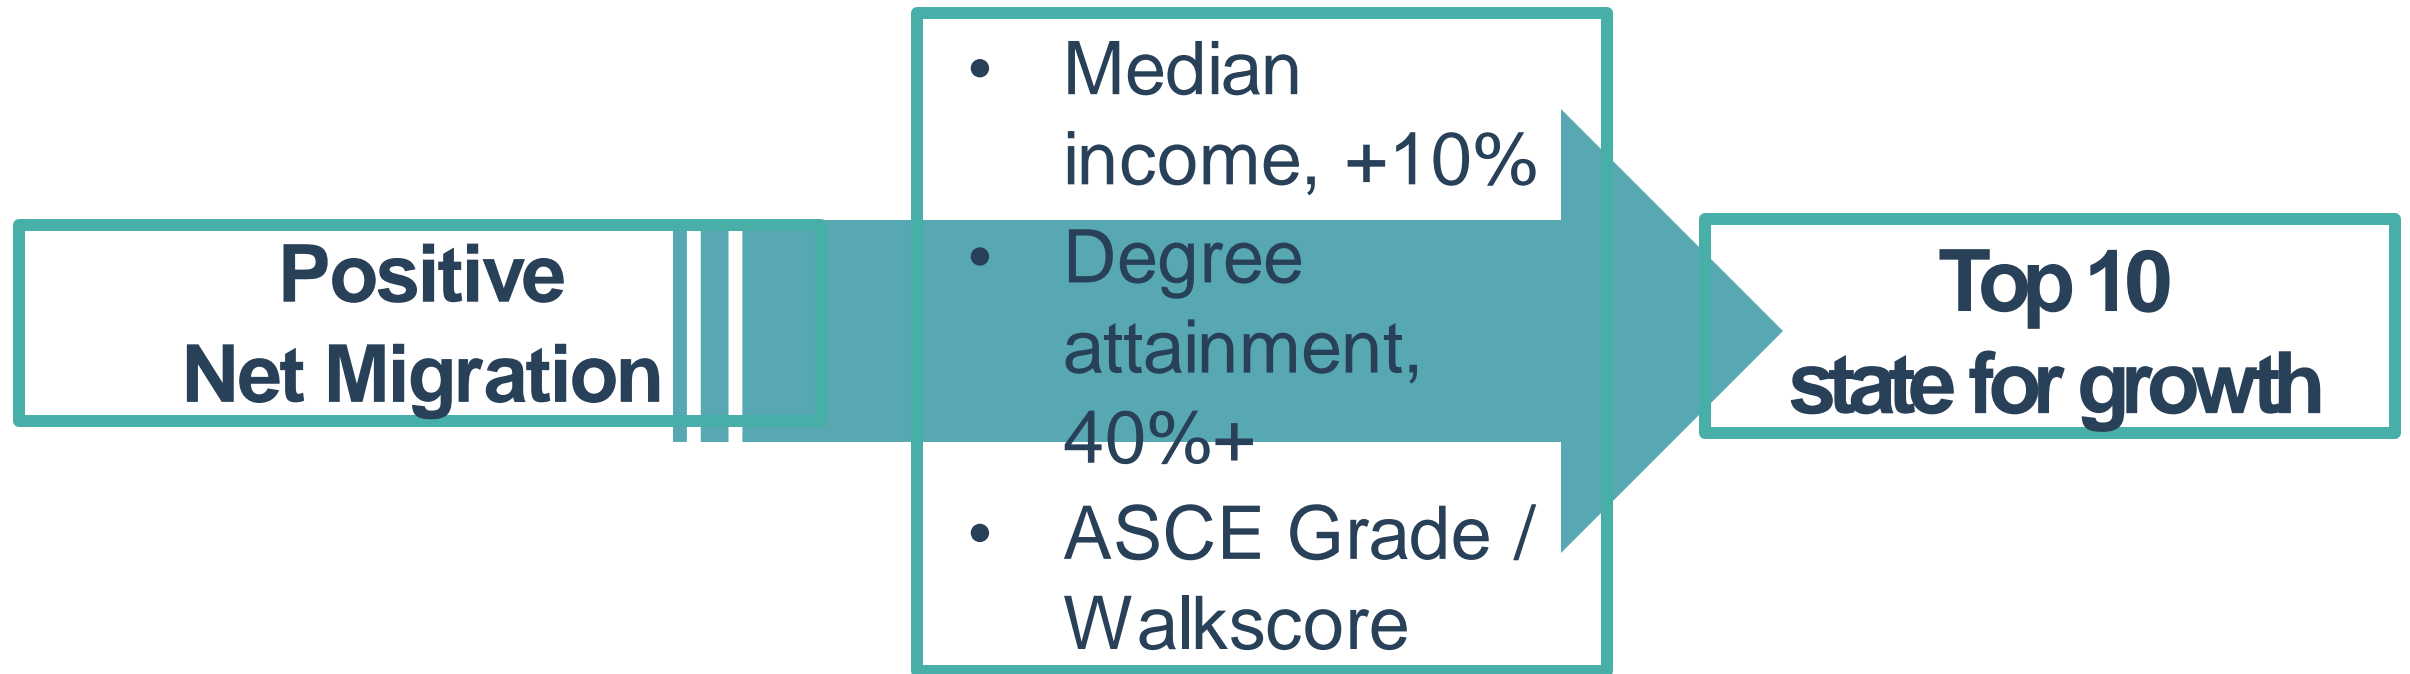 Positive
Net Migration
• Median
income, +10%
• Degree
attainment,
40%+
• ASCE Grade /
Walkscore
Top 10
state for growth